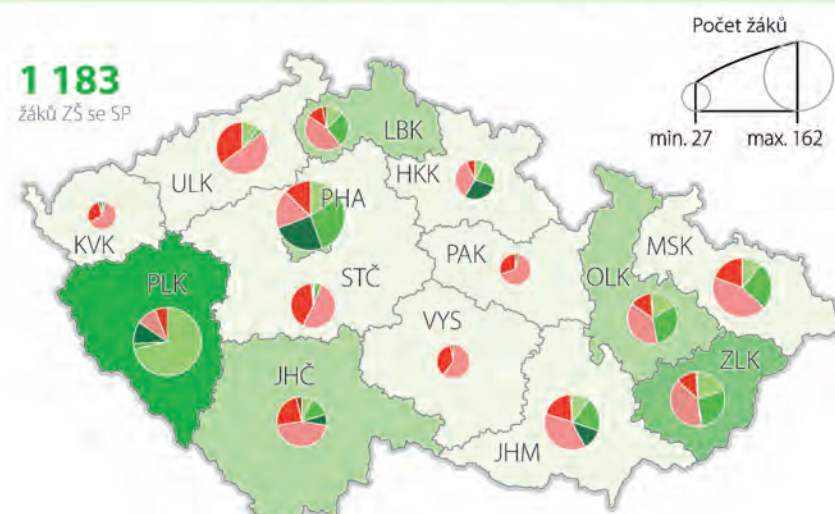 1 183
žáků ZŠ se SP
Počet žáků
min. 27
max. 162
LBK
ULK
HKK
PHA
KVK
MSK
PAK
OLK
PLK
STČ
VYS
ZLK
JHČ
JHM